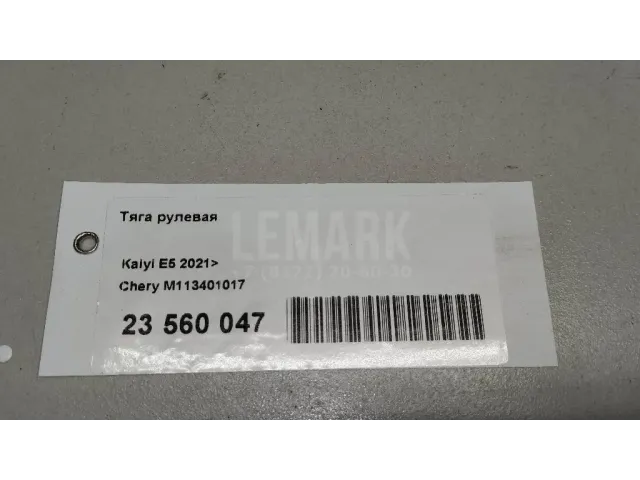 Тяга рулевая
LEMARK
Kaiyi E5 2021>
Chery M113401017
23 560 047